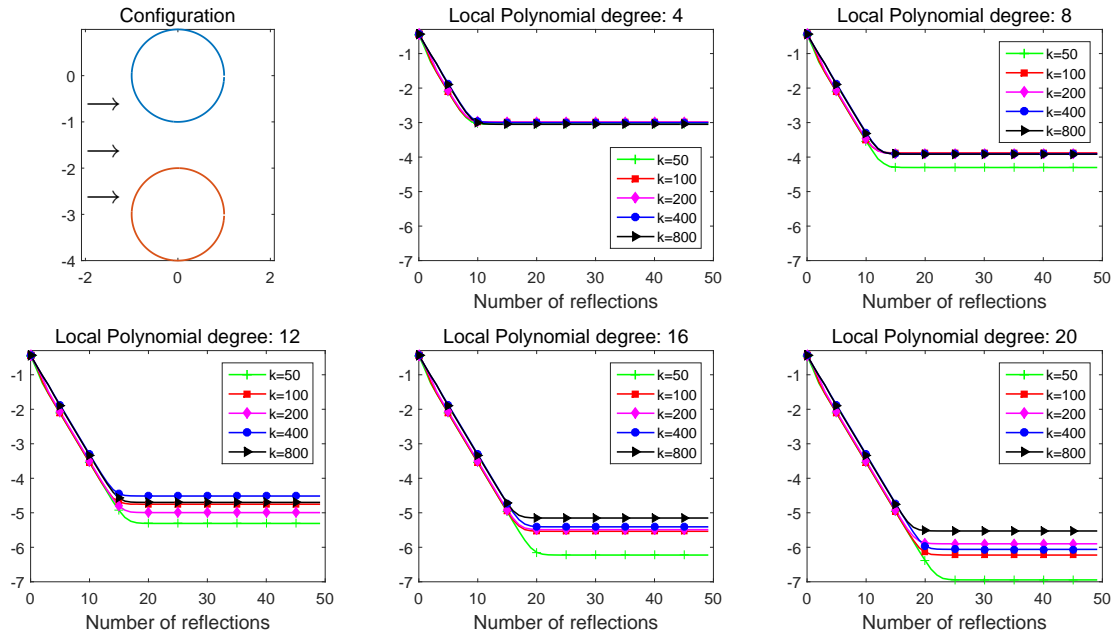 Configuration
0
-1
-2
-3
-4
-2
0
2
Local Polynomial degree: 4
-1
-2
-3
-4
-5
-6
-7
0
10
20
30
40
50
Number of reflections
k=50
k=100
k=200
k=400
k=800
Local Polynomial degree: 8
-1
-2
-3
-4
-5
-6
-7
0
10
20
30
40
50
Number of reflections
k=50
k=100
k=200
k=400
k=800
Local Polynomial degree: 12
-1
-2
-3
-4
-5
-6
-7
0
10
20
30
40
50
Number of reflections
k=50
k=100
k=200
k=400
k=800
Local Polynomial degree: 16
-1
-2
-3
-4
-5
-6
-7
0
10
20
30
40
50
Number of reflections
k=50
k=100
k=200
k=400
k=800
Local Polynomial degree: 20
-1
-2
-3
-4
-5
-6
-7
0
10
20
30
40
50
Number of reflections
k=50
k=100
k=200
k=400
k=800